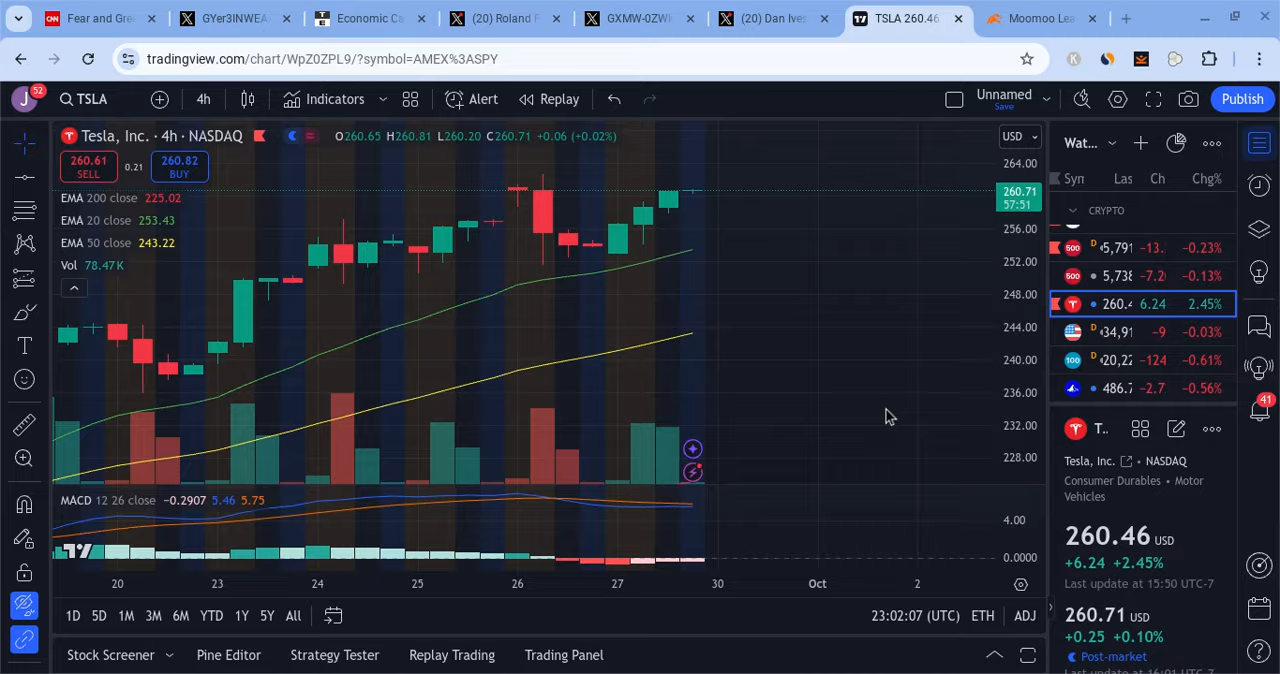 Fear and Gre
GYer3INWEA
Economic Ca
(20) Roland F
GXMW-0ZWk
(20) Dan Ives
TSLA 260.46
Moomoo Lea
tradingview.com/chart/WpZ0ZPL9/?symbol=AMEX%3ASPY
J 52
TSLA
4h
Indicators
Alert
Replay
Unnamed
Save
Publish
Tesla, Inc. · 4h · NASDAQ
O260.65 H260.81 L260.20 C260.71 +0.06 (+0.02%)
USD
260.61
SELL
0.21
260.82
BUY
EMA 200 close 225.02
EMA 20 close 253.43
EMA 50 close 243.22
Vol 78.47K
264.00
260.71
57:51
256.00
252.00
248.00
244.00
240.00
236.00
232.00
228.00
MACD 12 26 close −0.2907 5.46 5.75
4.00
0.0000
20 23 24 25 26 27 30 Oct 2
1D 5D 1M 3M 6M YTD 1Y 5Y All
23:02:07 (UTC) ETH ADJ
Stock Screener
Pine Editor
Strategy Tester
Replay Trading
Trading Panel
Wat...
Syn Las Ch Chg%
CRYPTO
500 D 5,791 −13. −0.23%
500 5,738 −7.20 −0.13%
260.4 6.24 2.45%
D 34,91 −9 −0.03%
100 D 20,22 −124 −0.61%
486.7 −2.7 −0.56%
T..
Tesla, Inc. • NASDAQ
Consumer Durables • Motor
Vehicles
260.46 USD
+6.24 +2.45%
Last update at 15:50 UTC-7
260.71 USD
+0.25 +0.10%
Post-market
41